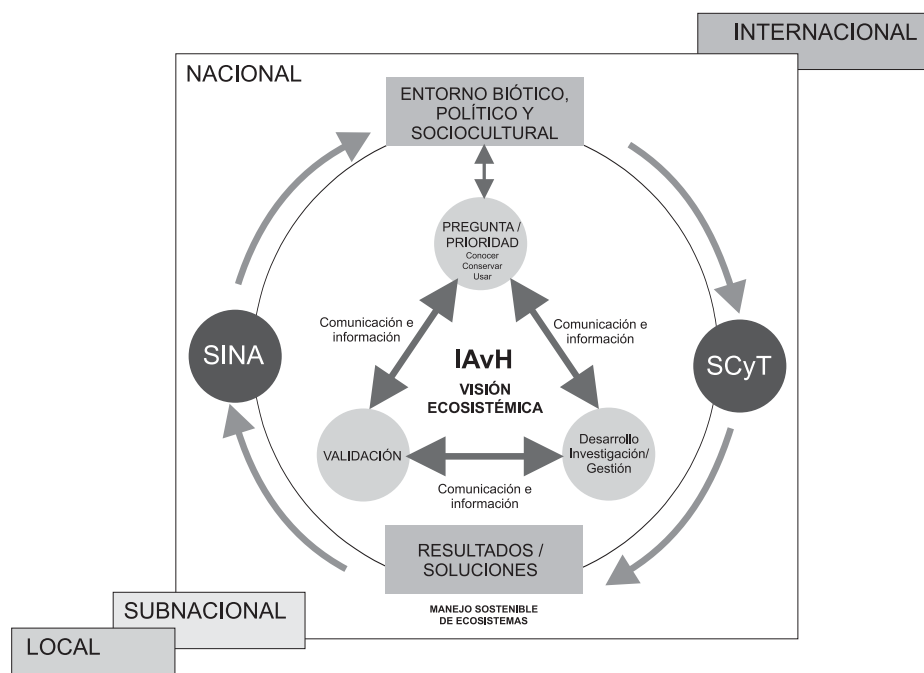 INTERNACIONAL
NACIONAL
ENTORNO BIÓTICO,
POLÍTICO Y
SOCIOCULTURAL
PREGUNTA /
PRIORIDAD
Conocer
Conservar
Usar
Comunicación e
información
Comunicación e
información
SINA
SCyT
IAvH
VISIÓN
ECOSISTÉMICA
VALIDACIÓN
Desarrollo
Investigación/
Gestión
Comunicación e
información
RESULTADOS /
SOLUCIONES
MANEJO SOSTENIBLE
DE ECOSISTEMAS
SUBNACIONAL
LOCAL